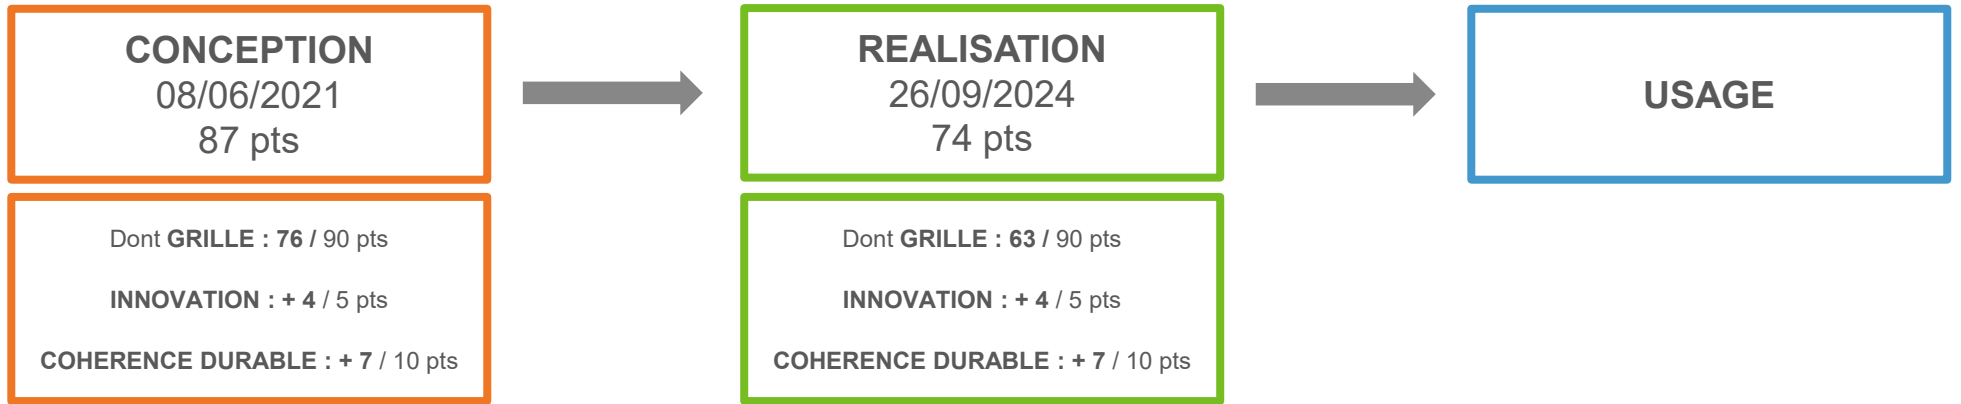 CONCEPTION
08/06/2021
87 pts
Dont GRILLE : 76 / 90 pts
INNOVATION : + 4 / 5 pts
COHERENCE DURABLE : + 7 / 10 pts
REALISATION
26/09/2024
74 pts
Dont GRILLE : 63 / 90 pts
INNOVATION : + 4 / 5 pts
COHERENCE DURABLE : + 7 / 10 pts
USAGE